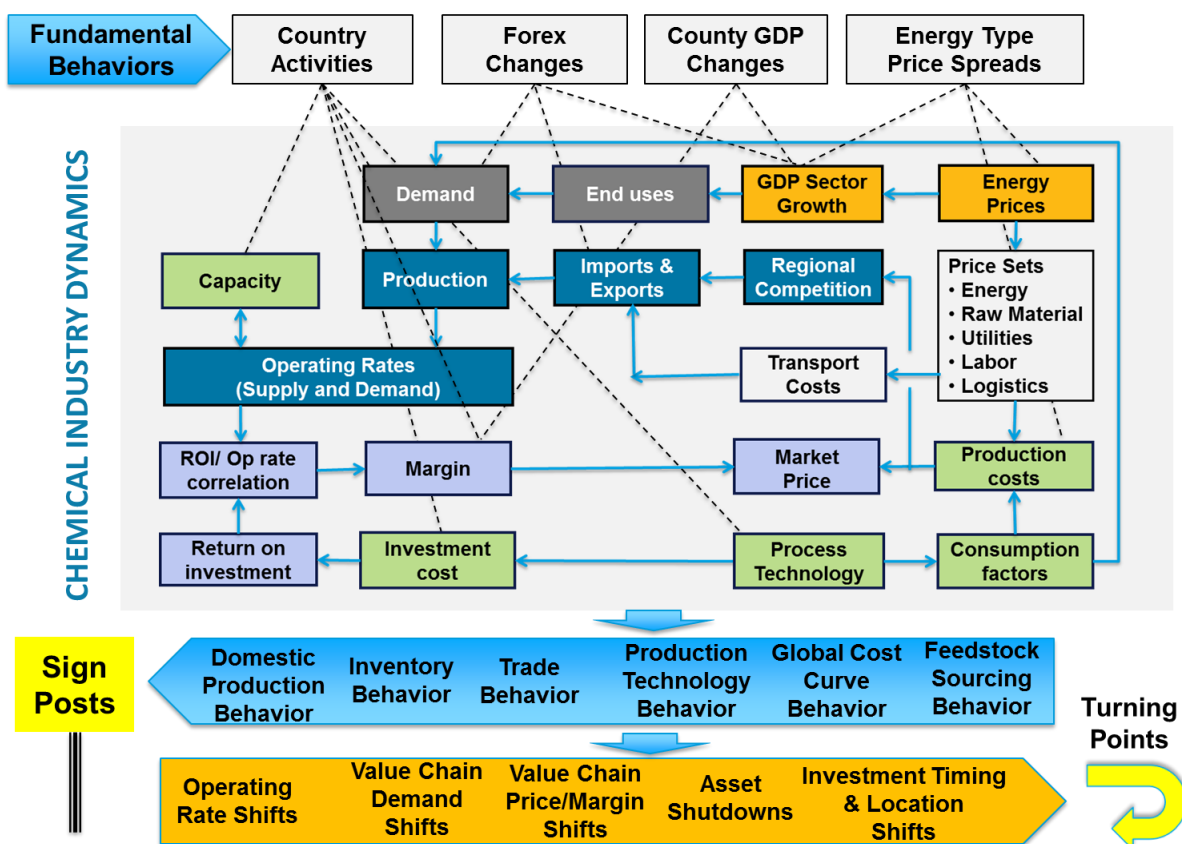 Fundamental
Behaviors
Country
Activities
Forex
Changes
County GDP
Changes
Energy Type
Price Spreads
CHEMICAL INDUSTRY DYNAMICS
Demand
End uses
GDP Sector
Growth
Energy
Prices
Capacity
Production
Imports &
Exports
Regional
Competition
Price Sets
• Energy
• Raw Material
• Utilities
• Labor
• Logistics
Operating Rates
(Supply and Demand)
Transport
Costs
ROI/ Op rate
correlation
Margin
Market
Price
Production
costs
Return on
investment
Investment
cost
Process
Technology
Consumption
factors
Sign
Posts
Domestic
Production
Behavior
Inventory
Behavior
Trade
Behavior
Production
Technology
Behavior
Global Cost
Curve
Behavior
Feedstock
Sourcing
Behavior
Turning
Points
Operating
Rate Shifts
Value Chain
Demand
Shifts
Value Chain
Price/Margin
Shifts
Asset
Shutdowns
Investment Timing
& Location
Shifts